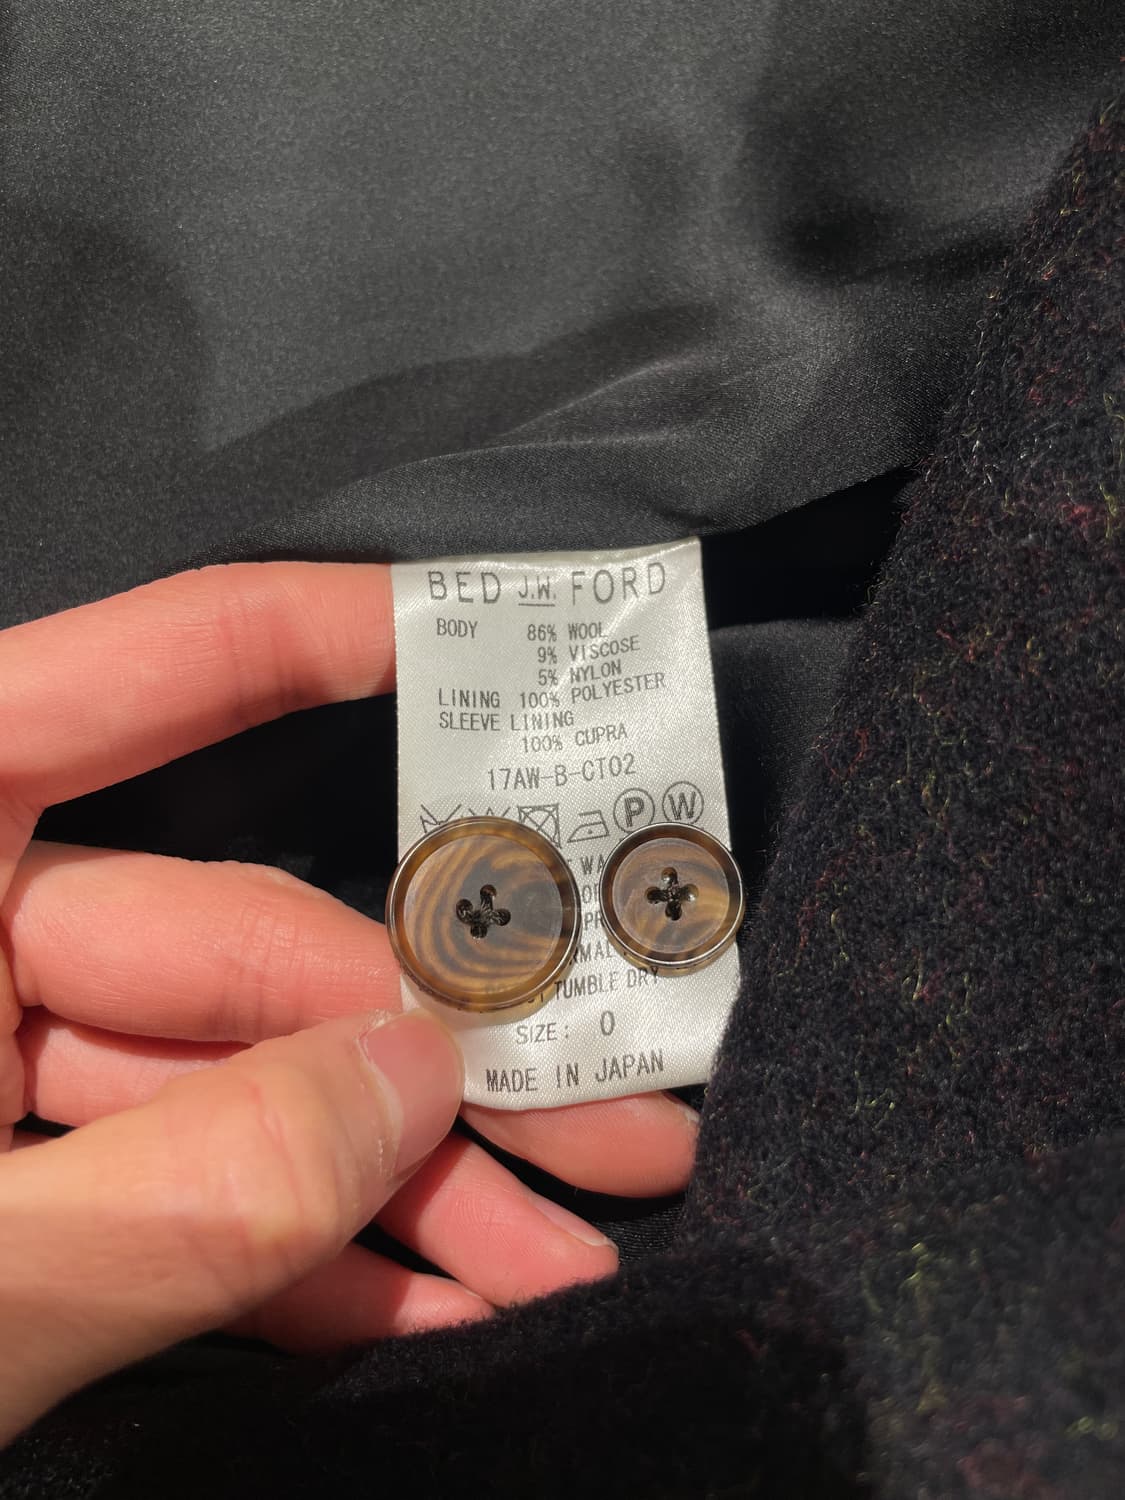 BED J.W. FORD
BODY 86% WOOL
9% VISCOSE
5% NYLON
LINING 100% POLYESTER
SLEEVE LINING
100% CUPRA
17AW-B-CT02
P W
TUMBLE DRY
SIZE : 0
MADE IN JAPAN